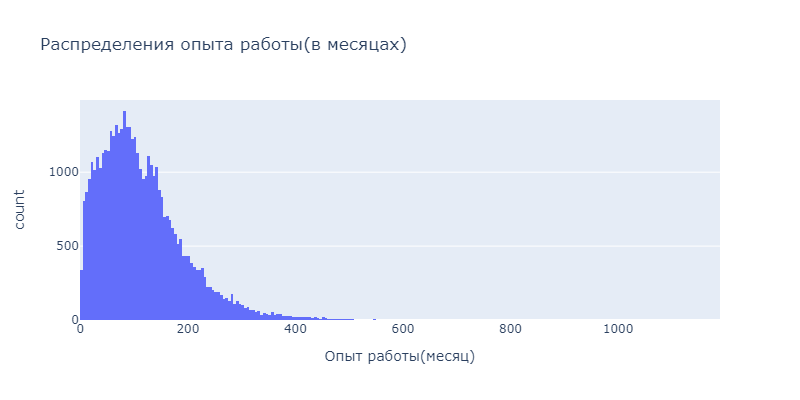 Распределения опыта работы(в месяцах)
count
1000
500
0
0 200 400 600 800 1000
Опыт работы(месяц)